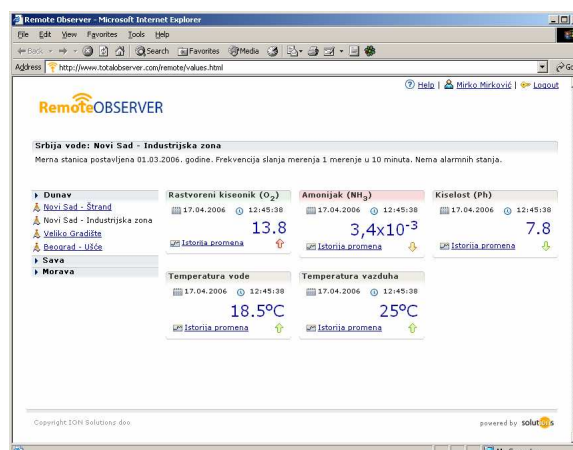 Remote Observer - Microsoft Internet Explorer
File Edit View Favorites Tools Help
Back Search Favorites Media
Address http://www.totalobserver.com/remote/values.html Go
Help | Mirko Mirković | Logout
RemoteOBSERVER
Srbija vode: Novi Sad - Industrijska zona
Merna stanica postavljena 01.03.2006. godine. Frekvencija slanja merenja 1 merenje u 10 minuta. Nema alarmnih stanja.
Dunav
Novi Sad - Štrand
Novi Sad - Industrijska zona
Veliko Gradište
Beograd - Ušće
Sava
Morava
Rastvoreni kiseonik (O₂)
17.04.2006 12:45:38
13.8
Istorija promena
Amonijak (NH₃)
17.04.2006 12:45:38
3,4x10⁻³
Istorija promena
Kiselost (Ph)
17.04.2006 12:45:38
7.8
Istorija promena
Temperatura vode
17.04.2006 12:45:38
18.5ºC
Istorija promena
Temperatura vazduha
17.04.2006 12:45:38
25ºC
Istorija promena
Copyright ION Solutions doo
powered by solutions